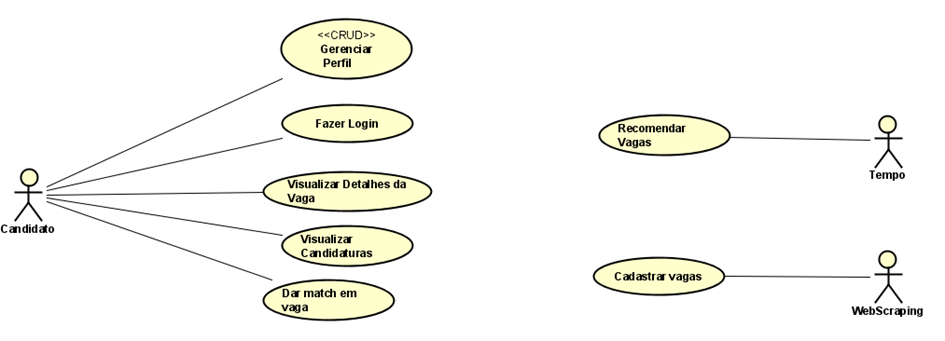 <<CRUD>>
Gerenciar
Perfil
Fazer Login
Visualizar Detalhes da
Vaga
Visualizar
Candidaturas
Dar match em
vaga
Candidato
Recomendar
Vagas
Tempo
Cadastrar vagas
WebScraping